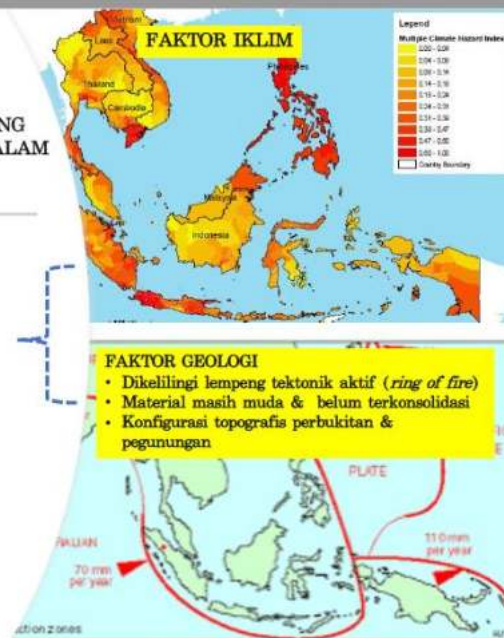 NG
ALAM
FAKTOR IKLIM
Legend
Multiple Climate Hazard Index
Country Boundary
Laos
Thailand
Cambodia
Philippines
Malaysia
Indonesia
FAKTOR GEOLOGI
• Dikelilingi lempeng tektonik aktif (ring of fire)
• Material masih muda & belum terkonsolidasi
• Konfigurasi topografis perbukitan &
pegunungan
PLATE
RALIAN
70 mm
per year
110 mm
per year
ction zones